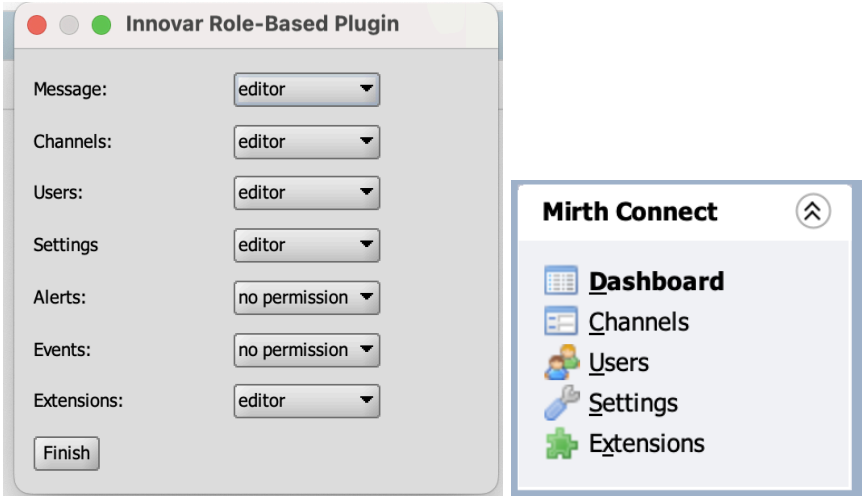 Innovar Role-Based Plugin
Message: editor
Channels: editor
Users: editor
Settings editor
Alerts: no permission
Events: no permission
Extensions: editor
Finish
Mirth Connect
Dashboard
Channels
Users
Settings
Extensions